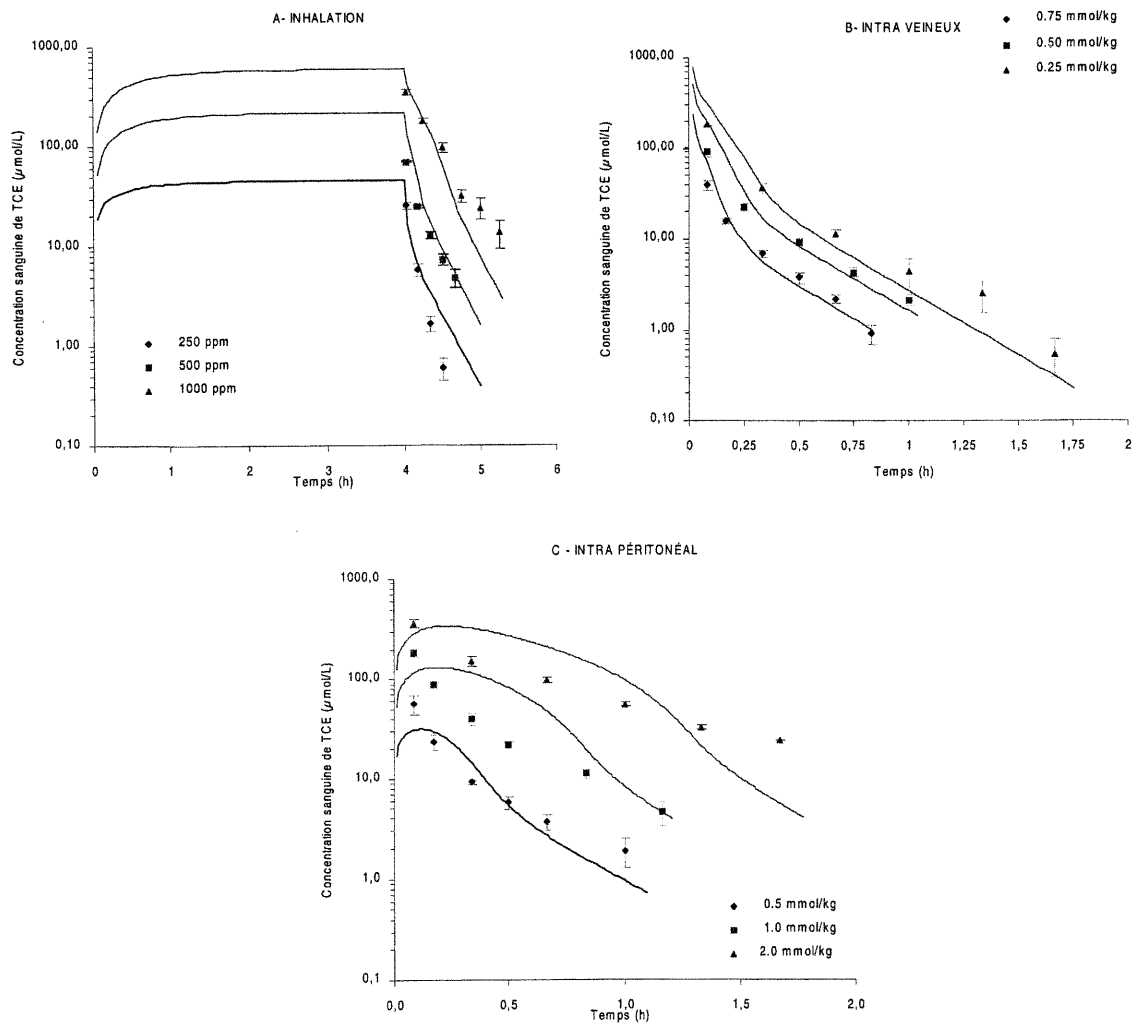 A- INHALATION
Concentration sanguine de TCE (µmol/L)
1000,00
100,00
10,00
1,00
0,10
250 ppm
500 ppm
1000 ppm
0 1 2 3 4 5 6
Temps (h)
B- INTRA VEINEUX
0.75 mmol/kg
0.50 mmol/kg
0.25 mmol/kg
Concentration sanguine de TCE (µmol/L)
1000,00
100,00
10,00
1,00
0,10
0 0,25 0,5 0,75 1 1,25 1,5 1,75 2
Temps (h)
C - INTRA PÉRITONÉAL
Concentration sanguine de TCE (µmol/L)
1000,0
100,0
10,0
1,0
0,1
0.5 mmol/kg
1.0 mmol/kg
2.0 mmol/kg
0,0 0,5 1,0 1,5 2,0
Temps (h)